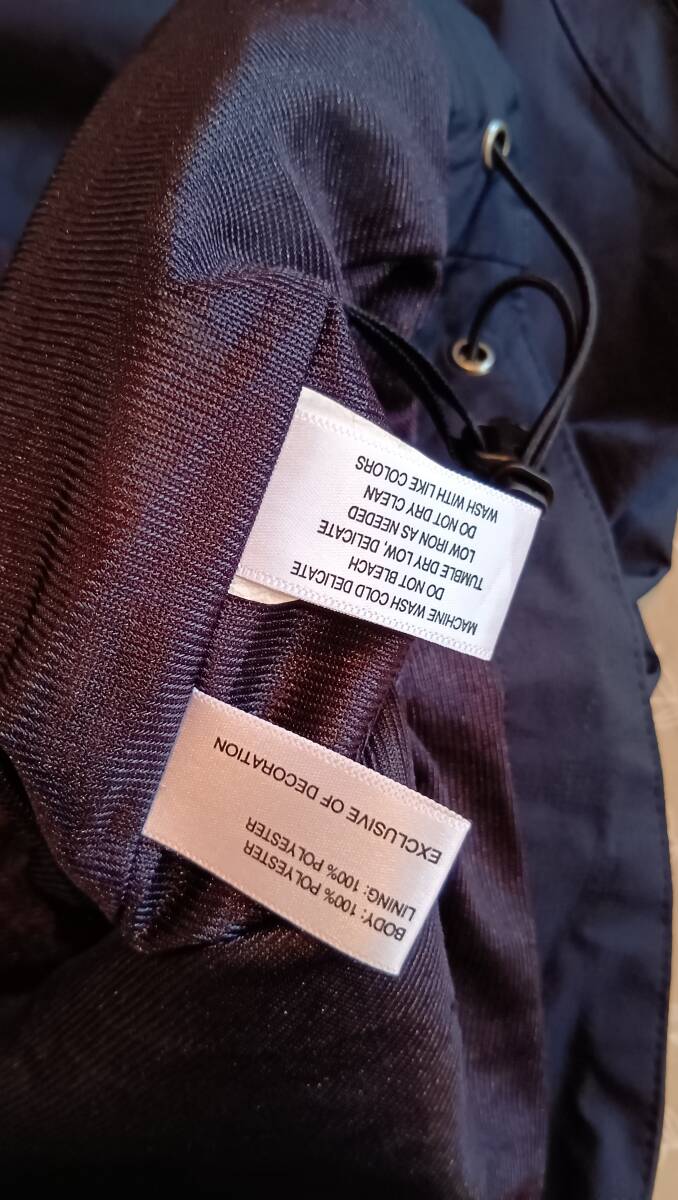 MACHINE WASH COLD DELICATE
DO NOT BLEACH
TUMBLE DRY LOW, DELICATE
LOW IRON AS NEEDED
DO NOT DRY CLEAN
WASH WITH LIKE COLORS
BODY: 100% POLYESTER
LINING: 100% POLYESTER
EXCLUSIVE OF DECORATION